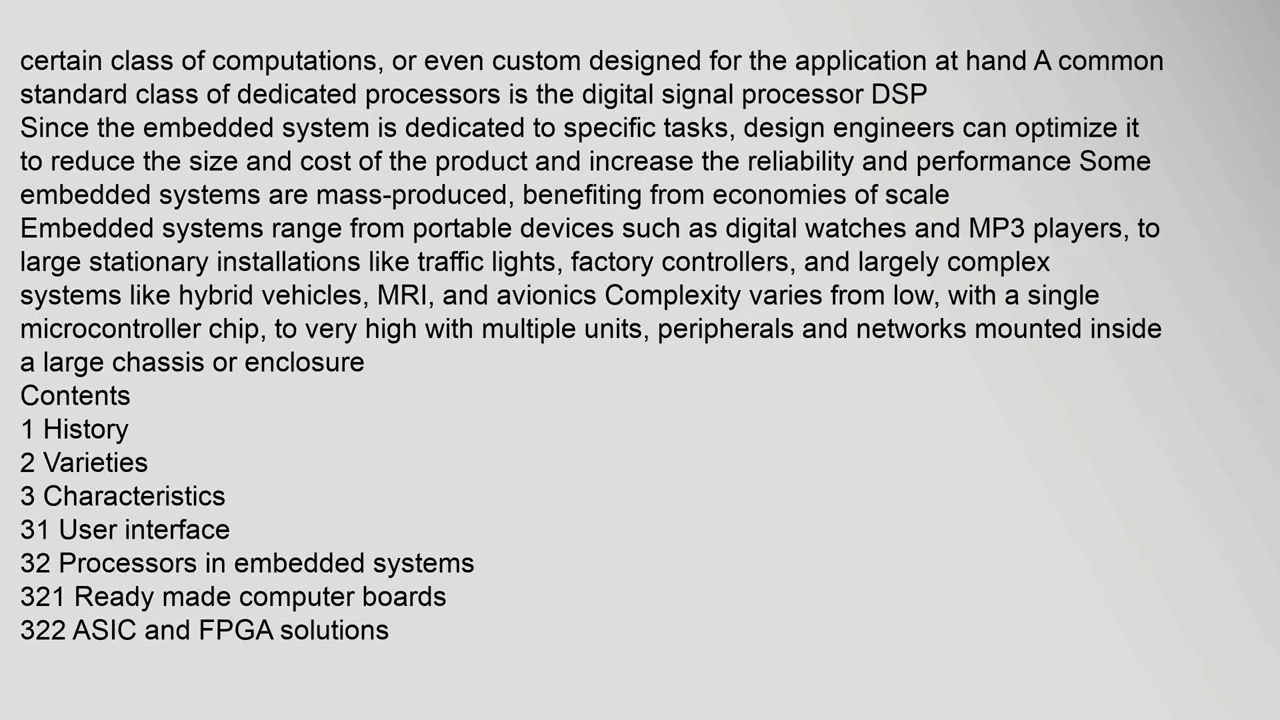 certain class of computations, or even custom designed for the application at hand A common
standard class of dedicated processors is the digital signal processor DSP
Since the embedded system is dedicated to specific tasks, design engineers can optimize it
to reduce the size and cost of the product and increase the reliability and performance Some
embedded systems are mass-produced, benefiting from economies of scale
Embedded systems range from portable devices such as digital watches and MP3 players, to
large stationary installations like traffic lights, factory controllers, and largely complex
systems like hybrid vehicles, MRI, and avionics Complexity varies from low, with a single
microcontroller chip, to very high with multiple units, peripherals and networks mounted inside
a large chassis or enclosure
Contents
1 History
2 Varieties
3 Characteristics
31 User interface
32 Processors in embedded systems
321 Ready made computer boards
322 ASIC and FPGA solutions